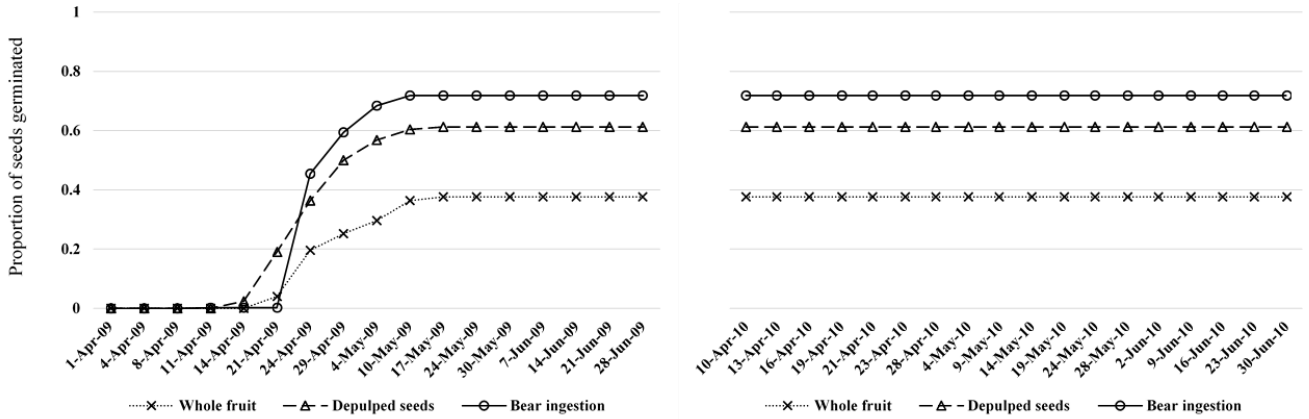 Proportion of seeds germinated
1
0.8
0.6
0.4
0.2
0
1-Apr-09
4-Apr-09
8-Apr-09
11-Apr-09
14-Apr-09
21-Apr-09
24-Apr-09
29-Apr-09
4-May-09
10-May-09
17-May-09
24-May-09
30-May-09
7-Jun-09
14-Jun-09
21-Jun-09
28-Jun-09
Whole fruit
Depulped seeds
Bear ingestion
10-Apr-10
13-Apr-10
16-Apr-10
19-Apr-10
21-Apr-10
23-Apr-10
28-Apr-10
4-May-10
9-May-10
14-May-10
19-May-10
24-May-10
28-May-10
2-Jun-10
9-Jun-10
16-Jun-10
23-Jun-10
30-Jun-10
Whole fruit
Depulped seeds
Bear ingestion